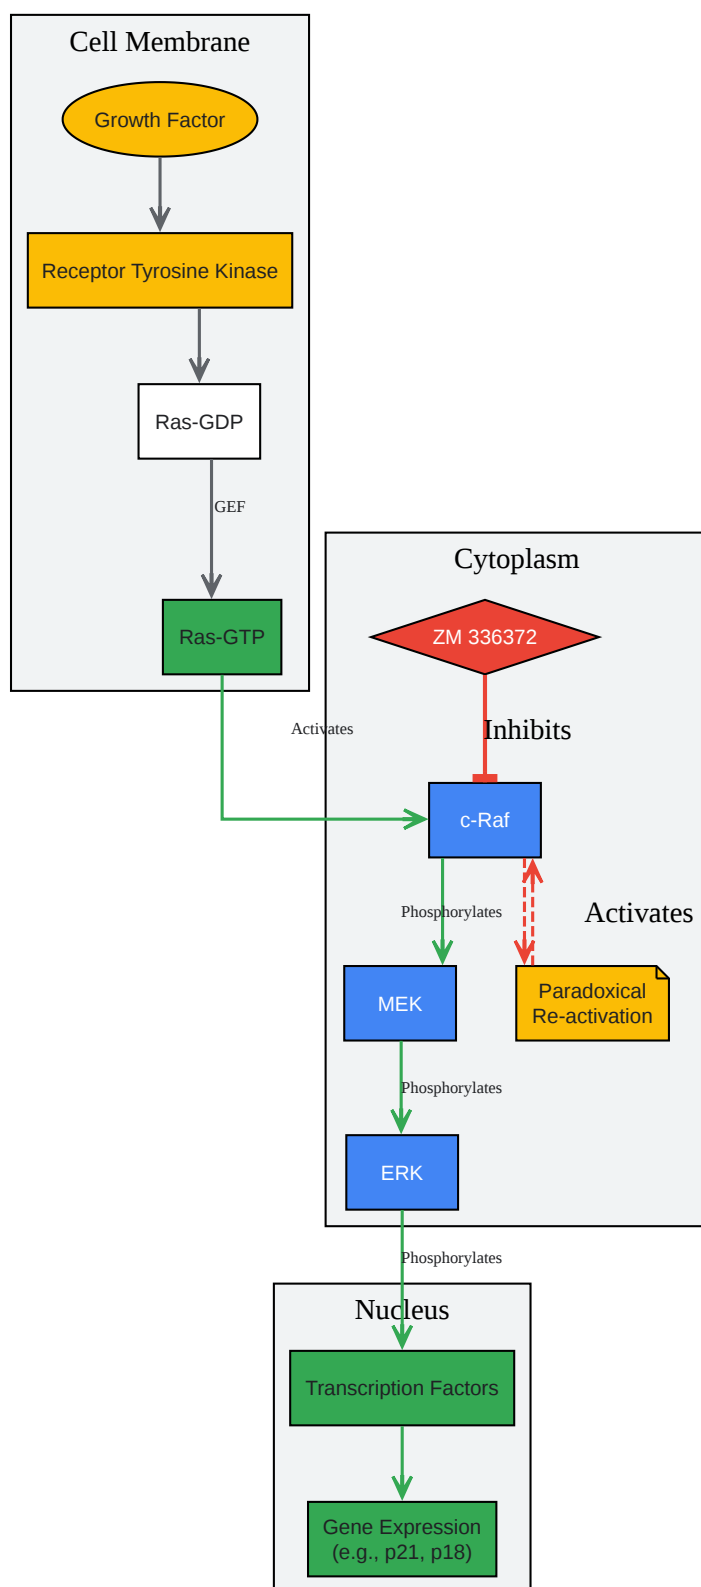 Cell Membrane
Growth Factor
Receptor Tyrosine Kinase
Ras-GDP
GEF
Ras-GTP
Activates
Cytoplasm
ZM 336372
Inhibits
c-Raf
Phosphorylates
Activates
MEK
Paradoxical
Re-activation
Phosphorylates
ERK
Phosphorylates
Nucleus
Transcription Factors
Gene Expression
(e.g., p21, p18)